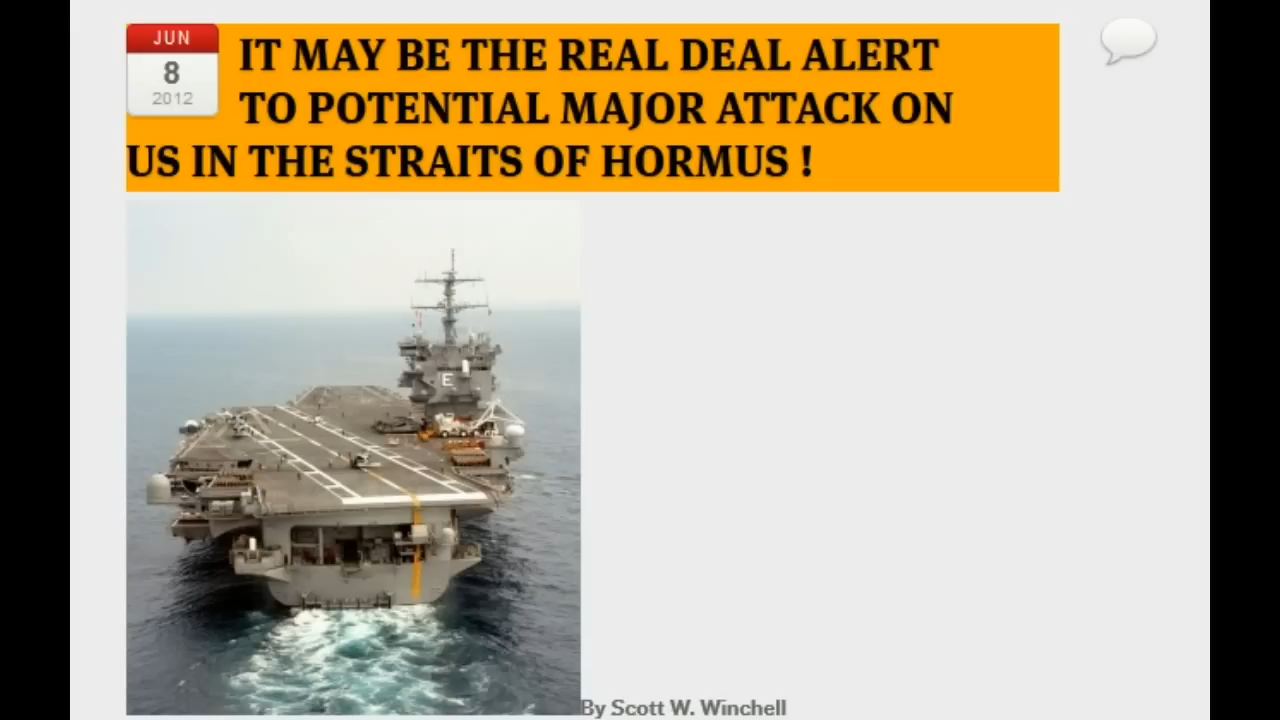 JUN
8
2012
IT MAY BE THE REAL DEAL ALERT
TO POTENTIAL MAJOR ATTACK ON
US IN THE STRAITS OF HORMUS !
E
By Scott W. Winchell